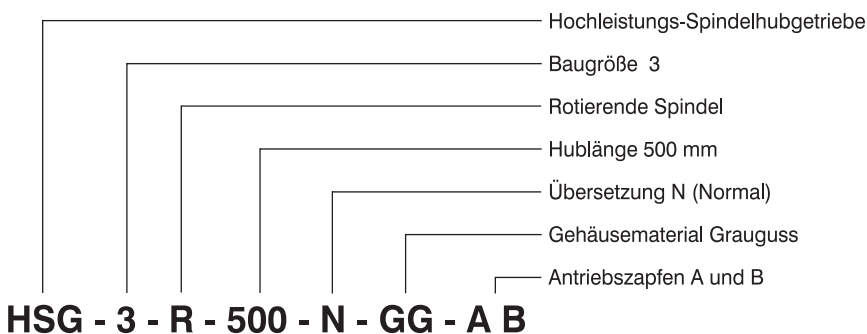 Hochleistungs-Spindelhubgetriebe
Baugröße 3
Rotierende Spindel
Hublänge 500 mm
Übersetzung N (Normal)
Gehäusematerial Grauguss
Antriebszapfen A und B
HSG - 3 - R - 500 - N - GG - A B